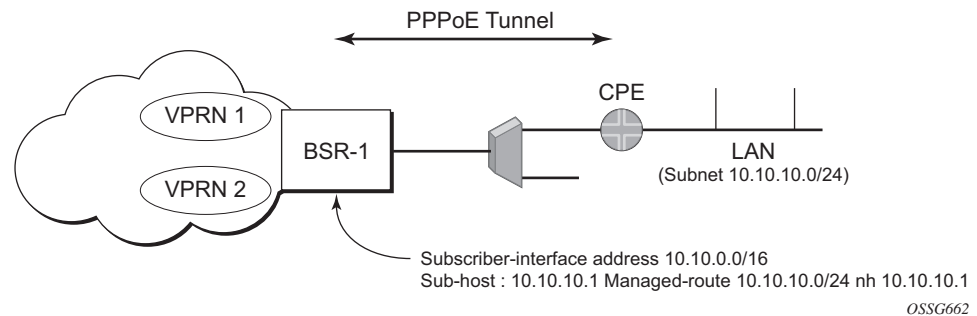 PPPoE Tunnel
VPRN 1
CPE
BSR-1
LAN
(Subnet 10.10.10.0/24)
VPRN 2
Subscriber-interface address 10.10.0.0/16
Sub-host : 10.10.10.1 Managed-route 10.10.10.0/24 nh 10.10.10.1
OSSG662